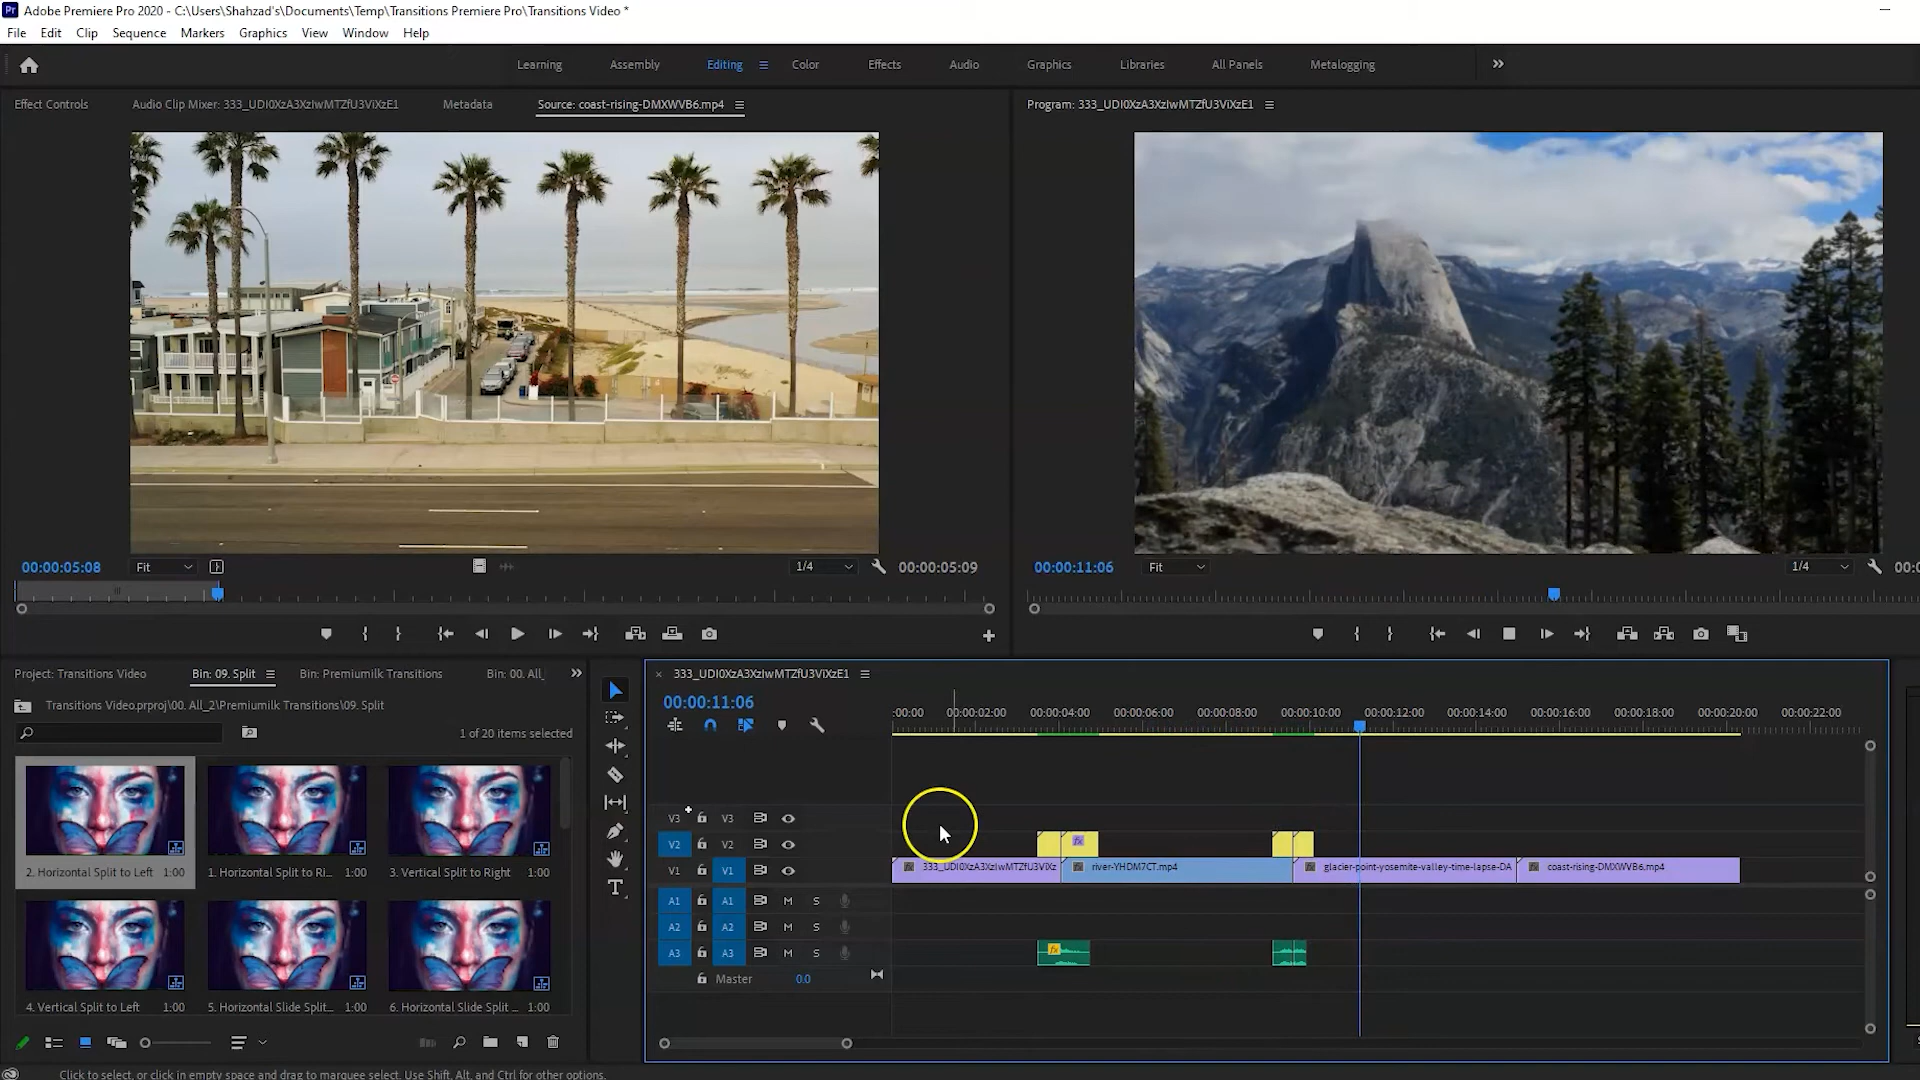 Pr Adobe Premiere Pro 2020 - C:\Users\Shahzad's\Documents\Temp\Transitions Premiere Pro\Transitions Video *
File Edit Clip Sequence Markers Graphics View Window Help
Learning Assembly Editing Color Effects Audio Graphics Libraries All Panels Metalogging
Effect Controls Audio Clip Mixer: 333_UDI0XzA3XzIwMTZfU3ViXzE1 Metadata Source: coast-rising-DMXWVB6.mp4 Program: 333_UDI0XzA3XzIwMTZfU3ViXzE1
00:00:05:08 Fit 1/4 00:00:05:09 00:00:11:06 Fit 1/4 00:0
Project: Transitions Video Bin: 09. Split Bin: Premiumilk Transitions Bin: 00. All_ 333_UDI0XzA3XzIwMTZfU3ViXzE1
Transitions Video.prproj\00. All_2\Premiumilk Transitions\09. Split
1 of 20 items selected
00:00:11:06
:00:00 00:00:02:00 00:00:04:00 00:00:06:00 00:00:08:00 00:00:10:00 00:00:12:00 00:00:14:00 00:00:16:00 00:00:18:00 00:00:20:00 00:00:22:00
2. Horizontal Split to Left 1:00 1. Horizontal Split to Ri... 1:00 3. Vertical Split to Right 1:00
4. Vertical Split to Left 1:00 5. Horizontal Slide Split... 1:00 6. Horizontal Slide Split ... 1:00
V3 V3
V2 V2 fx
V1 V1 fx 333_UDI0XzA3XzIwMTZfU3ViXz fx river-YHDM7CT.mp4 fx glacier-point-yosemite-valley-time-lapse-DA fx coast-rising-DMXWVB6.mp4
A1 A1 M S
A2 A2 M S
A3 A3 M S fx
Master 0.0
Click to select, or click in empty space and drag to marquee select. Use Shift, Alt, and Ctrl for other options.